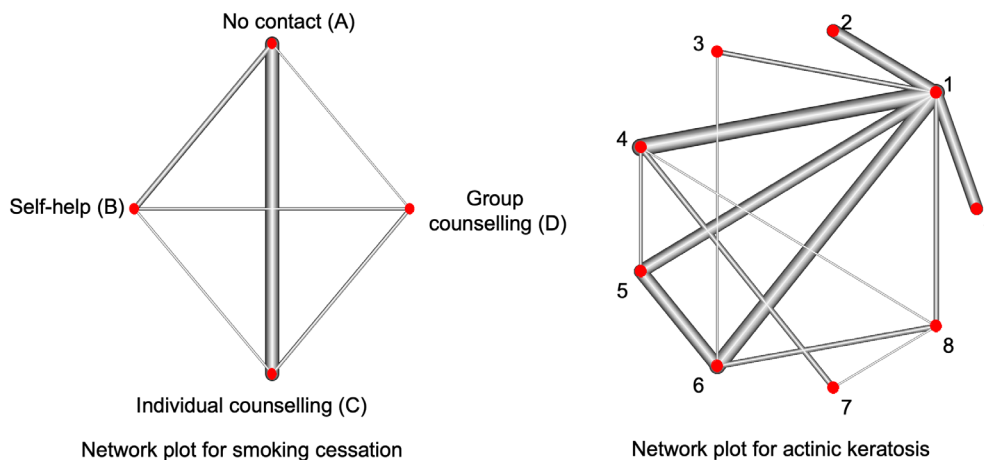 No contact (A)
Self-help (B)
Group
counselling (D)
Individual counselling (C)
Network plot for smoking cessation
2
3
1
4
5
6
7
8
Network plot for actinic keratosis